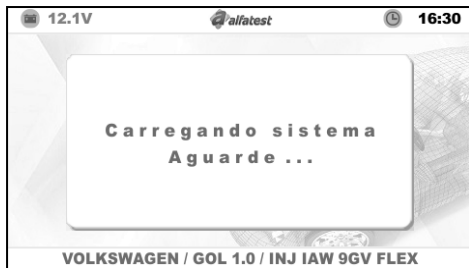 12.1V alfatest 16:30
Carregando sistema
Aguarde ...
VOLKSWAGEN / GOL 1.0 / INJ IAW 9GV FLEX